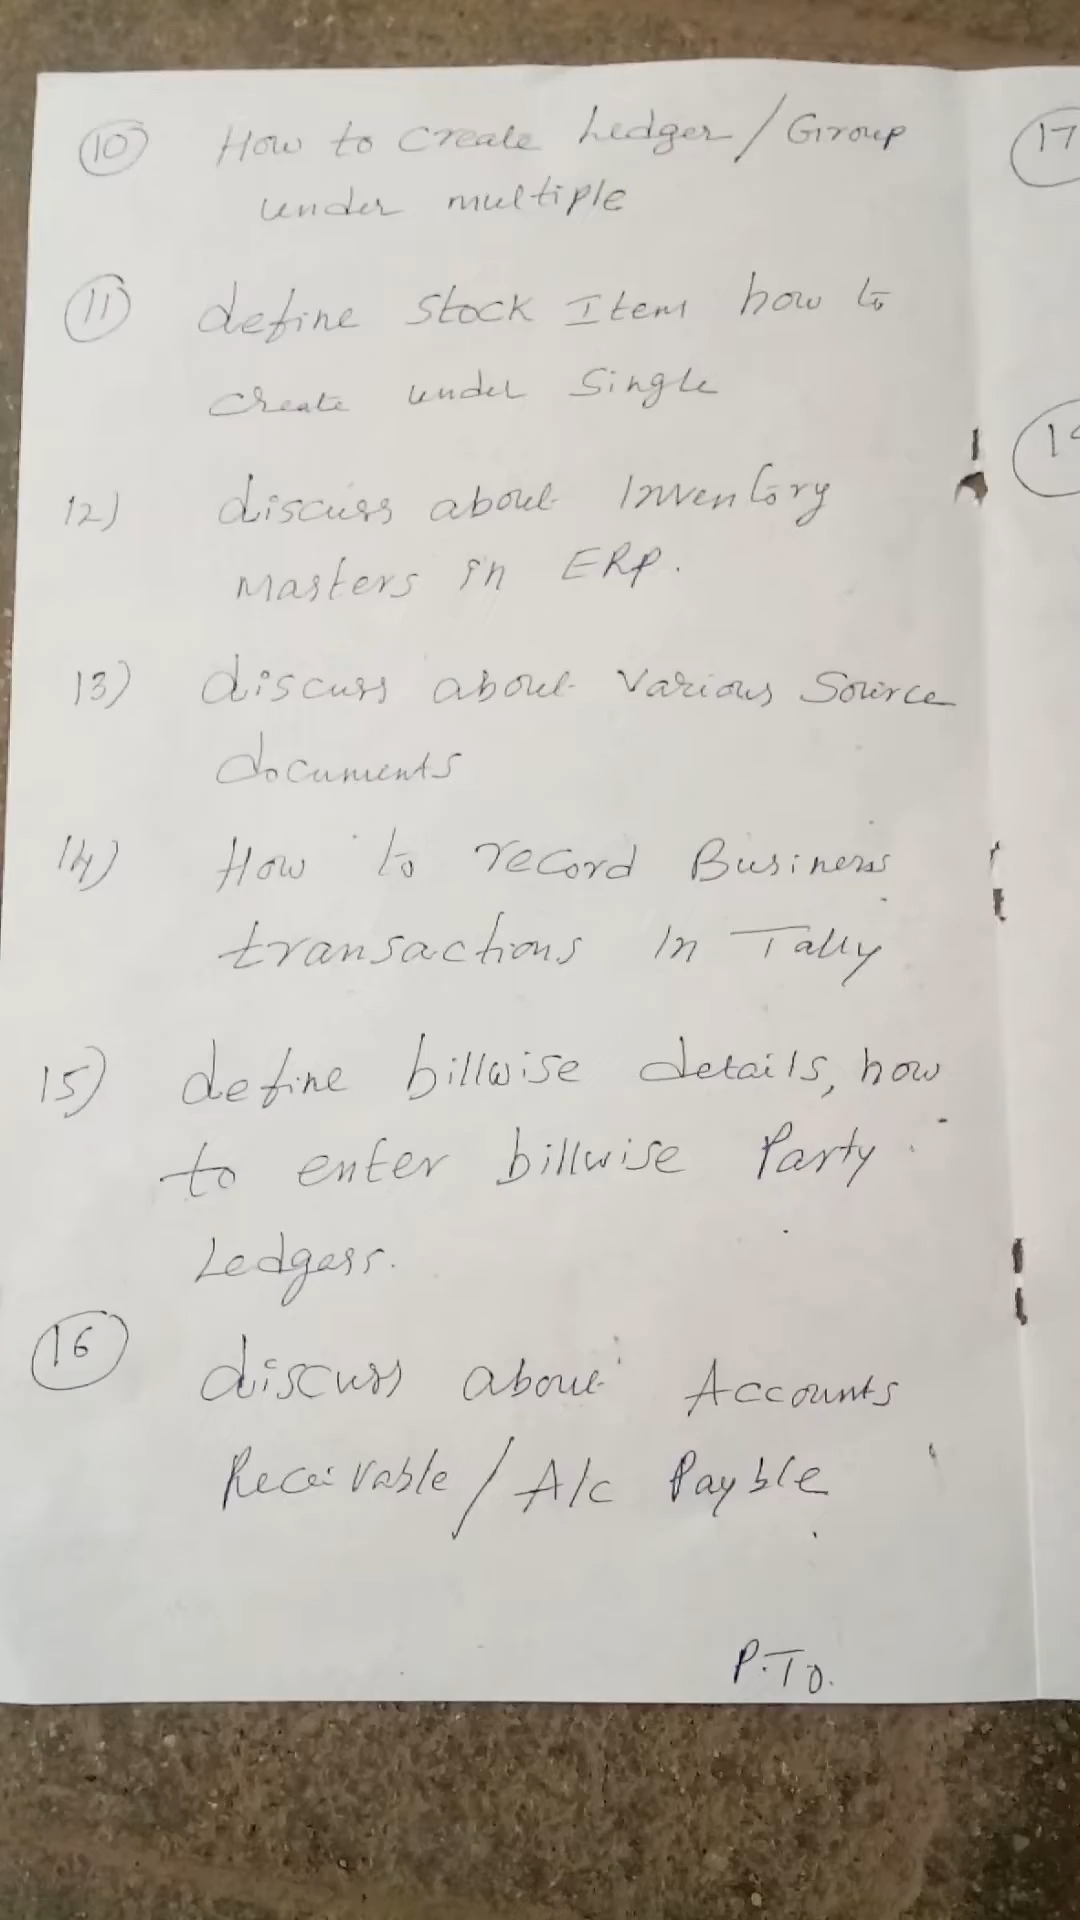 10 How to create Ledger / Group
under multiple
11 define stock Item how to
create under Single
12) discuss about Inventory
Masters in ERP.
13) discuss about various Source
documents
14) How to record Business
transactions In Tally
15) define billwise details, how
to enter billwise Party
Ledgers.
16 discuss about Accounts
Receivable / A/c Payble
P.T.O.
17